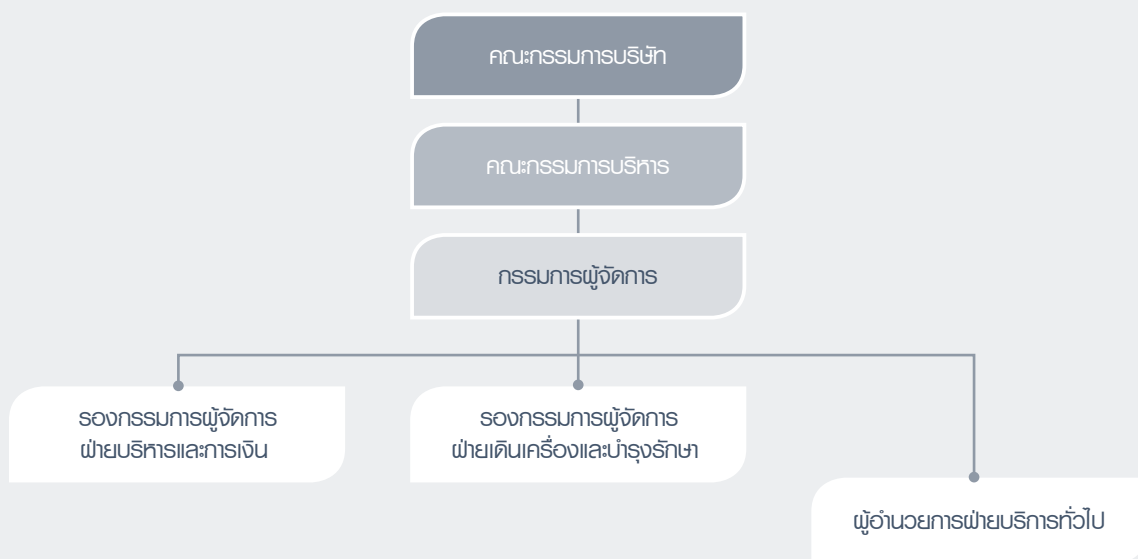 คณะกรรมการบริษัท
คณะกรรมการบริหาร
กรรมการผู้จัดการ
รองกรรมการผู้จัดการ
ฝ่ายบริหารและการเงิน
รองกรรมการผู้จัดการ
ฝ่ายเดินเครื่องและบำรุงรักษา
ผู้อำนวยการฝ่ายบริการทั่วไป